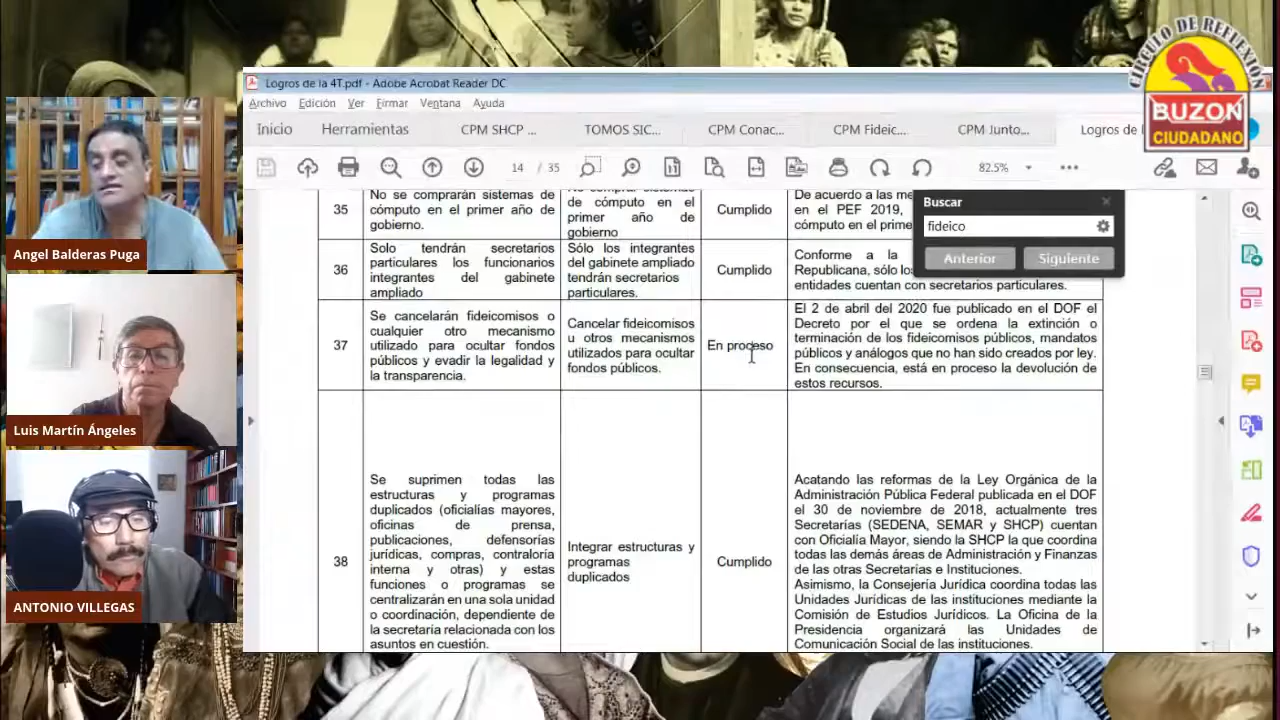 CIRCULO DE REFLEXIÓN
BUZON
CIUDADANO
Angel Balderas Puga
Luis Martín Ángeles
ANTONIO VILLEGAS
Logros de la 4T.pdf - Adobe Acrobat Reader DC
Archivo Edición Ver Firmar Ventana Ayuda
Inicio Herramientas CPM SHCP ... TOMOS SIC... CPM Conac... CPM Fideic... CPM Junto... Logros de l
14 / 35 82.5%
Buscar
fideico
Anterior Siguiente
35
No se comprarán sistemas de
cómputo en el primer año de
gobierno.
No comprar sistemas
de cómputo en el
primer año de
gobierno
Cumplido
De acuerdo a las me
en el PEF 2019,
cómputo en el prime
36
Solo tendrán secretarios
particulares los funcionarios
integrantes del gabinete
ampliado
Sólo los integrantes
del gabinete ampliado
tendrán secretarios
particulares.
Cumplido
Conforme a la
Republicana, sólo los
entidades cuentan con secretarios particulares.
37
Se cancelarán fideicomisos o
cualquier otro mecanismo
utilizado para ocultar fondos
públicos y evadir la legalidad y
la transparencia.
Cancelar fideicomisos
u otros mecanismos
utilizados para ocultar
fondos públicos.
En proceso
El 2 de abril del 2020 fue publicado en el DOF el
Decreto por el que se ordena la extinción o
terminación de los fideicomisos públicos, mandatos
públicos y análogos que no han sido creados por ley.
En consecuencia, está en proceso la devolución de
estos recursos.
38
Se suprimen todas las
estructuras y programas
duplicados (oficialías mayores,
oficinas de prensa,
publicaciones, defensorías
jurídicas, compras, contraloría
interna y otras) y estas
funciones o programas se
centralizarán en una sola unidad
o coordinación, dependiente de
la secretaría relacionada con los
asuntos en cuestión.
Integrar estructuras y
programas
duplicados
Cumplido
Acatando las reformas de la Ley Orgánica de la
Administración Pública Federal publicada en el DOF
el 30 de noviembre de 2018, actualmente tres
Secretarías (SEDENA, SEMAR y SHCP) cuentan
con Oficialía Mayor, siendo la SHCP la que coordina
todas las demás áreas de Administración y Finanzas
de las otras Secretarías e Instituciones.
Asimismo, la Consejería Jurídica coordina todas las
Unidades Jurídicas de las instituciones mediante la
Comisión de Estudios Jurídicos. La Oficina de la
Presidencia organizará las Unidades de
Comunicación Social de las instituciones.